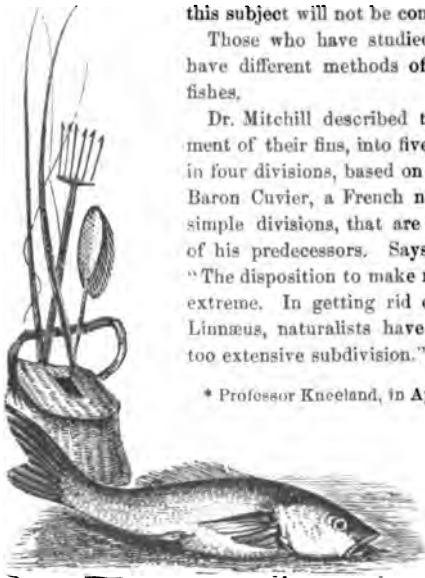 this subject will not be con
Those who have studied
have different methods of
fishes.
Dr. Mitchill described t
ment of their fins, into five
in four divisions, based on
Baron Cuvier, a French n
simple divisions, that are
of his predecessors. Says
"The disposition to make n
extreme. In getting rid o
Linnæus, naturalists have
too extensive subdivision."
* Professor Kneeland, in Ap